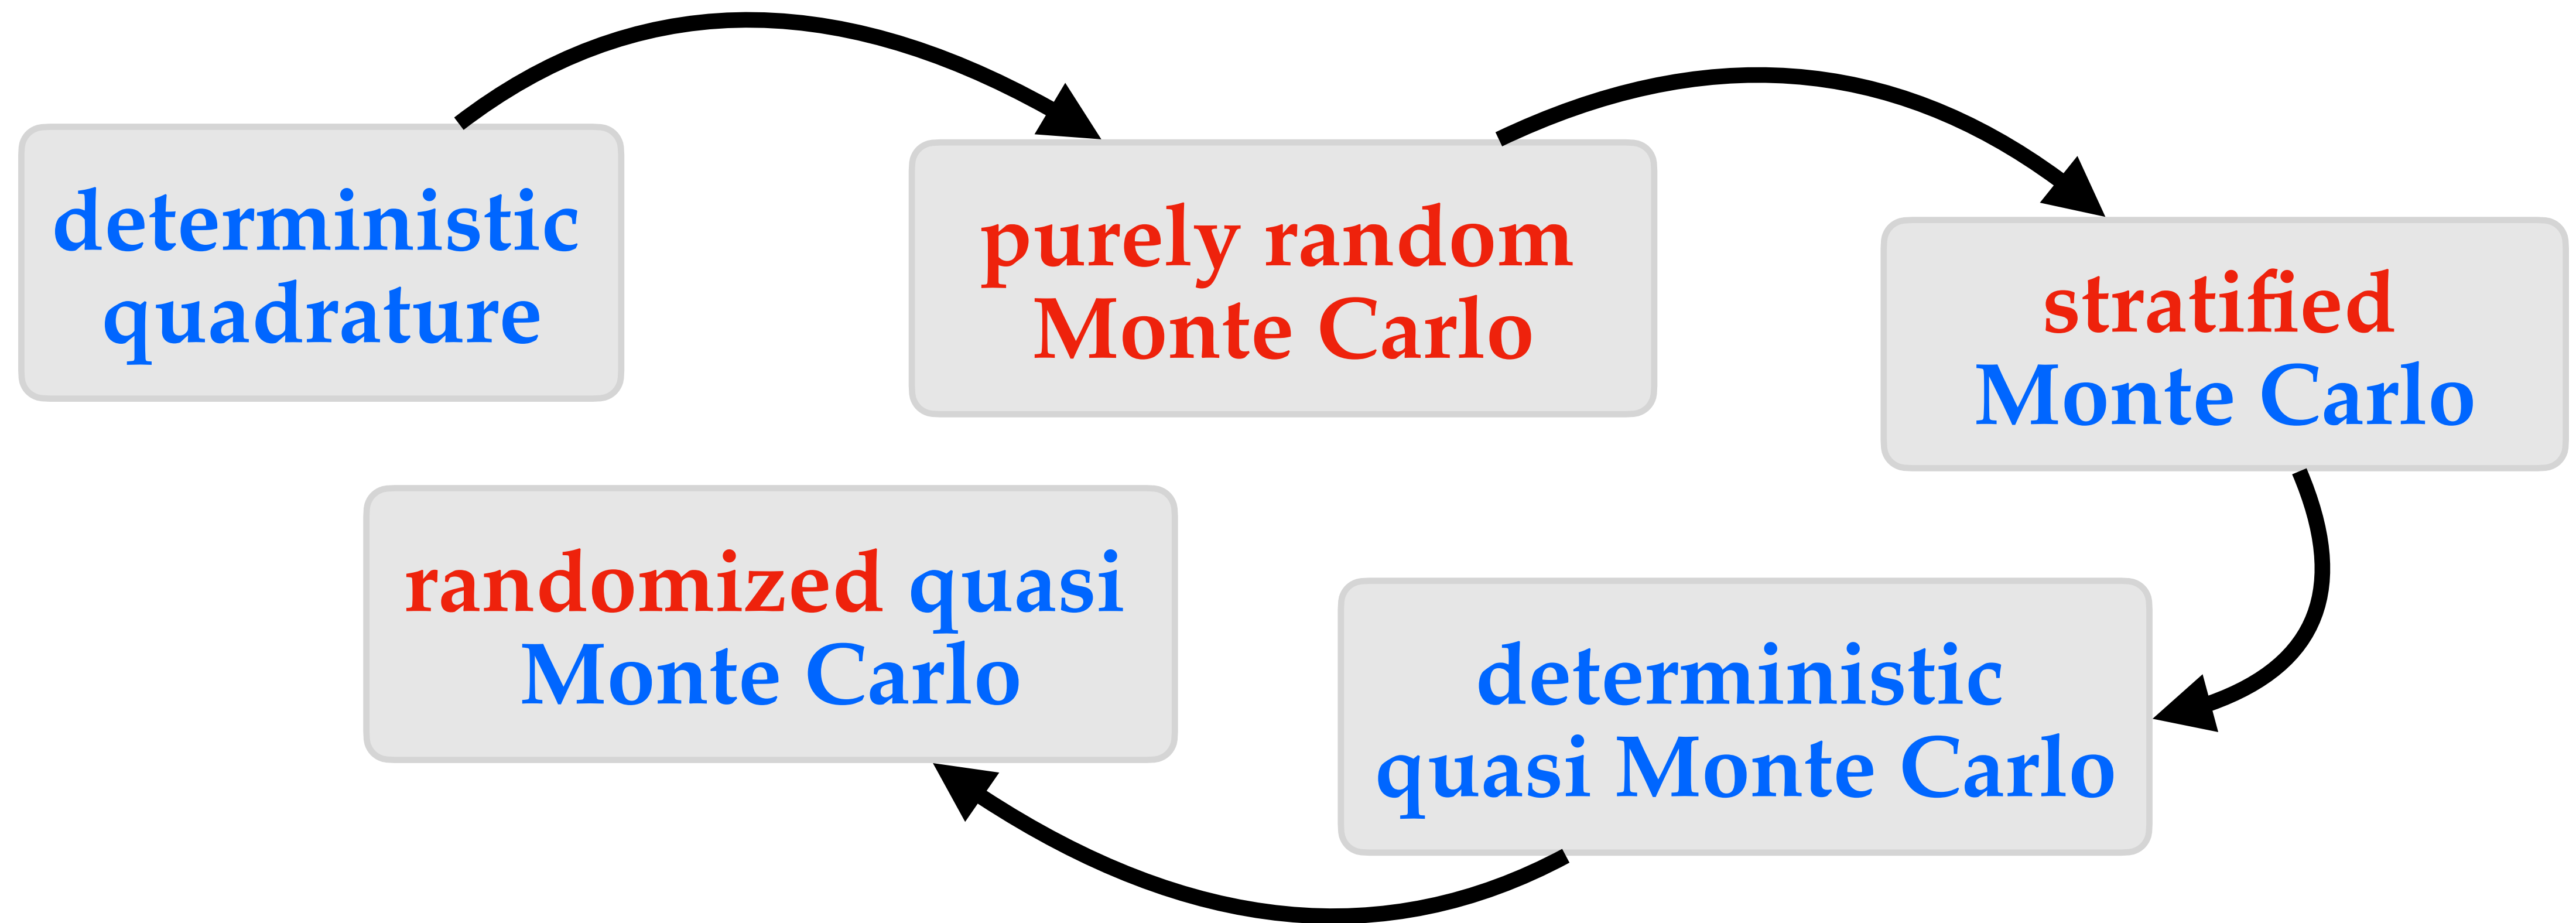 deterministic
quadrature
purely random
Monte Carlo
stratified
Monte Carlo
deterministic
quasi Monte Carlo
randomized quasi
Monte Carlo